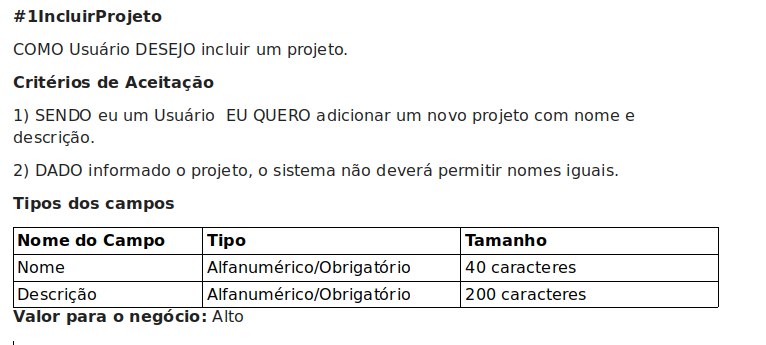 #1IncluirProjeto
COMO Usuário DESEJO incluir um projeto.
Critérios de Aceitação
1) SENDO eu um Usuário  EU QUERO adicionar um novo projeto com nome e
descrição.
2) DADO informado o projeto, o sistema não deverá permitir nomes iguais.
Tipos dos campos
Nome do Campo Tipo Tamanho
Nome Alfanumérico/Obrigatório 40 caracteres
Descrição Alfanumérico/Obrigatório 200 caracteres
Valor para o negócio: Alto